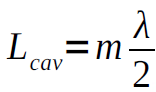 L_cav = m λ/2